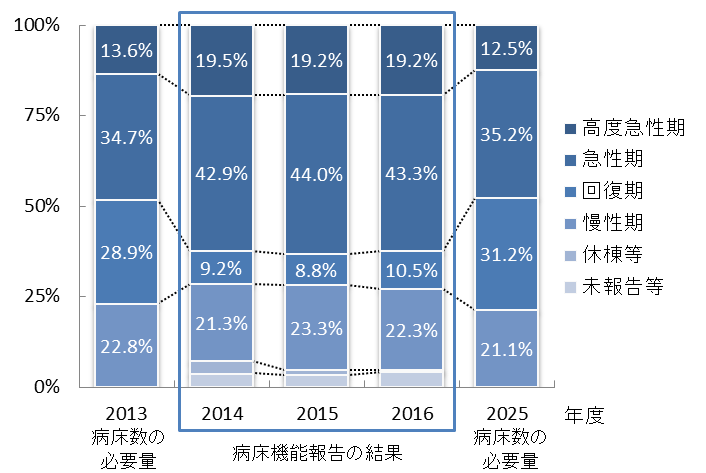 100%
75%
50%
25%
0%
13.6%
34.7%
28.9%
22.8%
19.5%
42.9%
9.2%
21.3%
19.2%
44.0%
8.8%
23.3%
19.2%
43.3%
10.5%
22.3%
12.5%
35.2%
31.2%
21.1%
高度急性期
急性期
回復期
慢性期
休棟等
未報告等
2013
病床数の
必要量
2014
2015
2016
病床機能報告の結果
2025
病床数の
必要量
年度